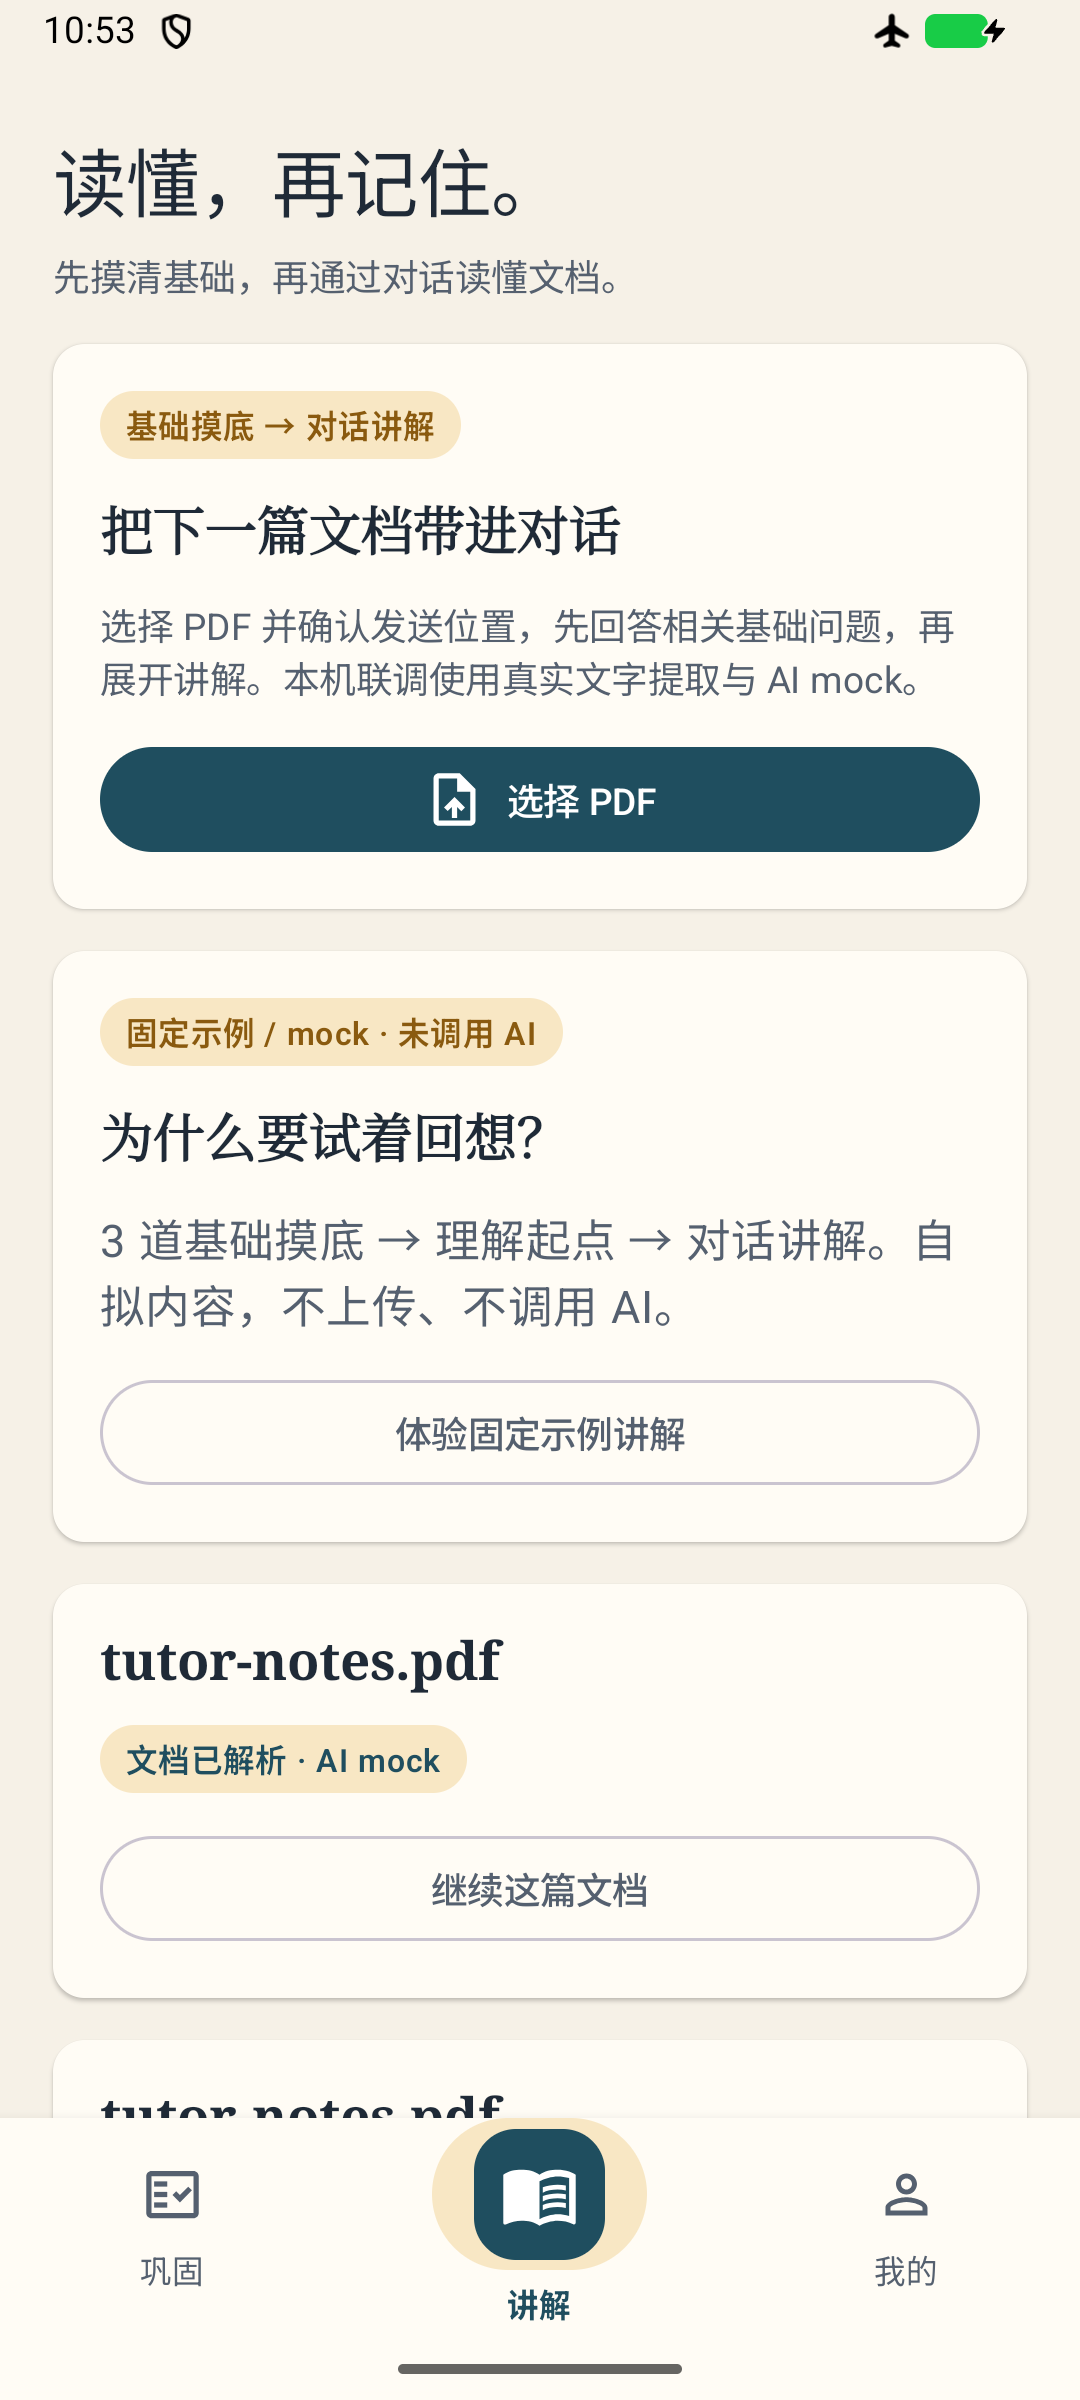 10:53
读懂，再记住。
先摸清基础，再通过对话读懂文档。
基础摸底 → 对话讲解
把下一篇文档带进对话
选择 PDF 并确认发送位置，先回答相关基础问题，再
展开讲解。本机联调使用真实文字提取与 AI mock。
选择 PDF
固定示例 / mock · 未调用 AI
为什么要试着回想？
3 道基础摸底 → 理解起点 → 对话讲解。自
拟内容，不上传、不调用 AI。
体验固定示例讲解
tutor-notes.pdf
文档已解析 · AI mock
继续这篇文档
tutor-notes.pdf
巩固
讲解
我的